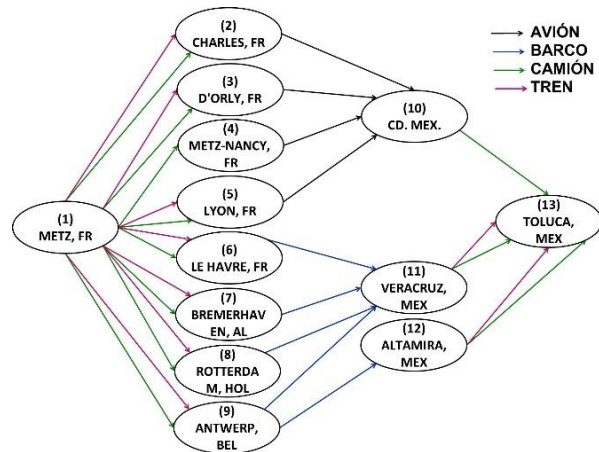 (2)
CHARLES, FR
(3)
D'ORLY, FR
(4)
METZ-NANCY,
FR
(5)
LYON, FR
(1)
METZ, FR
(6)
LE HAVRE, FR
(7)
BREMERHAV
EN, AL
(8)
ROTTERDA
M, HOL
(9)
ANTWERP,
BEL
(10)
CD. MEX.
(11)
VERACRUZ,
MEX
(12)
ALTAMIRA,
MEX
(13)
TOLUCA,
MEX
AVIÓN
BARCO
CAMIÓN
TREN